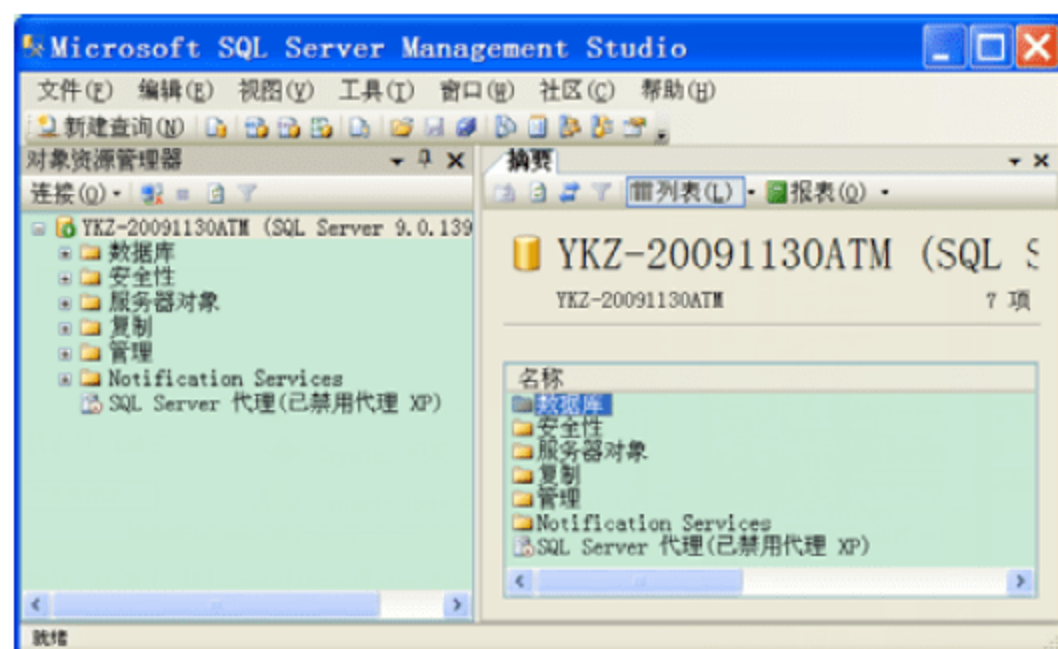 Microsoft SQL Server Management Studio
文件(F) 编辑(E) 视图(V) 工具(T) 窗口(W) 社区(C) 帮助(H)
新建查询(N)
对象资源管理器
连接(O)
YKZ-20091130ATM (SQL Server 9.0.139
数据库
安全性
服务器对象
复制
管理
Notification Services
SQL Server 代理(已禁用代理 XP)
摘要
列表(L) 报表(O)
YKZ-20091130ATM (SQL S
YKZ-20091130ATM 7 项
名称
数据库
安全性
服务器对象
复制
管理
Notification Services
SQL Server 代理(已禁用代理 XP)
就绪